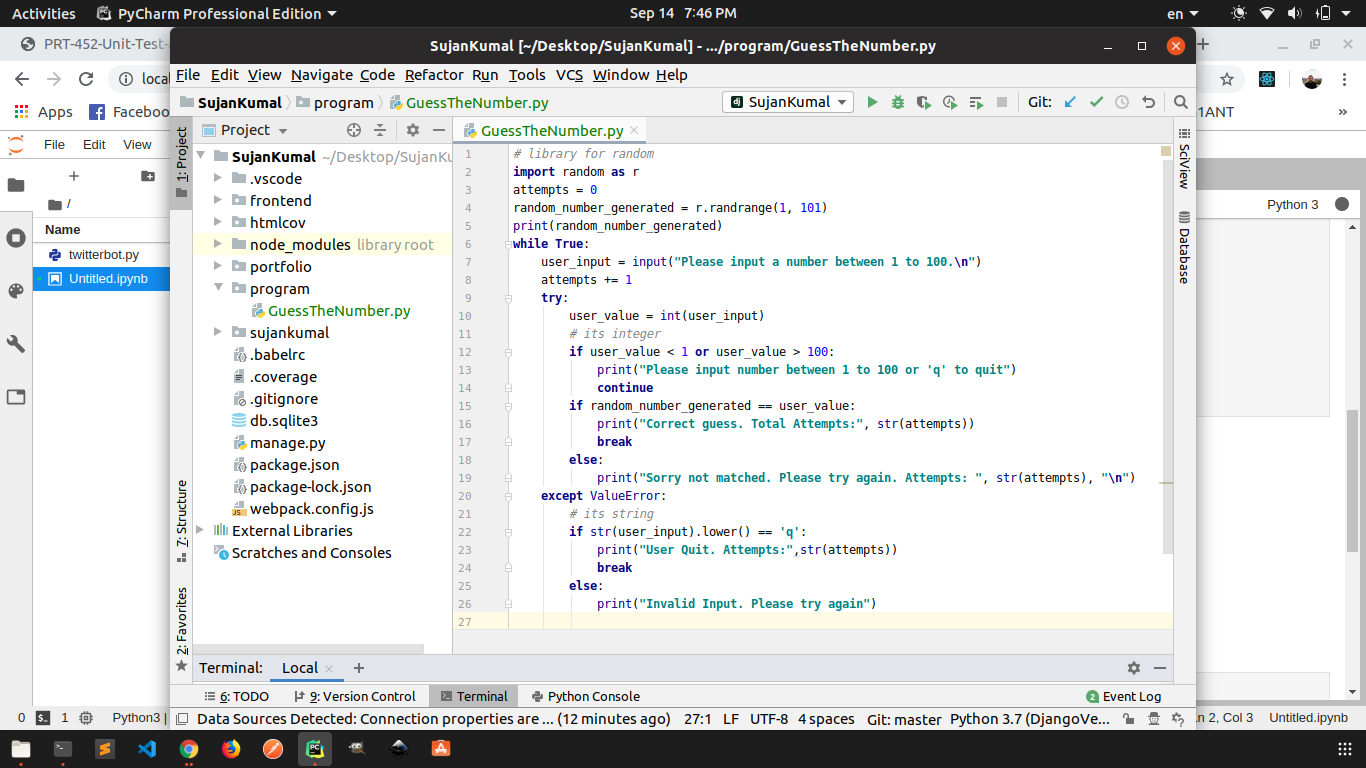 Activities PyCharm Professional Edition Sep 14 7:46 PM en
PRT-452-Unit-Test-
SujanKumal [~/Desktop/SujanKumal] - .../program/GuessTheNumber.py
File Edit View Navigate Code Refactor Run Tools VCS Window Help
loca
SujanKumal program GuessTheNumber.py SujanKumal Git:
Apps Faceboo 1ANT
File Edit View
1: Project
Project
GuessTheNumber.py
SujanKumal ~/Desktop/SujanKu
.vscode
frontend
htmlcov
node_modules library root
portfolio
program
GuessTheNumber.py
sujankumal
.babelrc
.coverage
.gitignore
db.sqlite3
manage.py
package.json
package-lock.json
webpack.config.js
External Libraries
Scratches and Consoles
/
Name
twitterbot.py
Untitled.ipynb
1 # library for random
2 import random as r
3 attempts = 0
4 random_number_generated = r.randrange(1, 101)
5 print(random_number_generated)
6 while True:
7 user_input = input("Please input a number between 1 to 100.\n")
8 attempts += 1
9 try:
10 user_value = int(user_input)
11 # its integer
12 if user_value < 1 or user_value > 100:
13 print("Please input number between 1 to 100 or 'q' to quit")
14 continue
15 if random_number_generated == user_value:
16 print("Correct guess. Total Attempts:", str(attempts))
17 break
18 else:
19 print("Sorry not matched. Please try again. Attempts: ", str(attempts), "\n")
20 except ValueError:
21 # its string
22 if str(user_input).lower() == 'q':
23 print("User Quit. Attempts:",str(attempts))
24 break
25 else:
26 print("Invalid Input. Please try again")
27
SciView
Database
Python 3
7: Structure
2: Favorites
Terminal: Local
6: TODO 9: Version Control Terminal Python Console 2 Event Log
0 1 Python3 |
Data Sources Detected: Connection properties are ... (12 minutes ago) 27:1 LF UTF-8 4 spaces Git: master Python 3.7 (DjangoVe...
n 2, Col 3 Untitled.ipynb